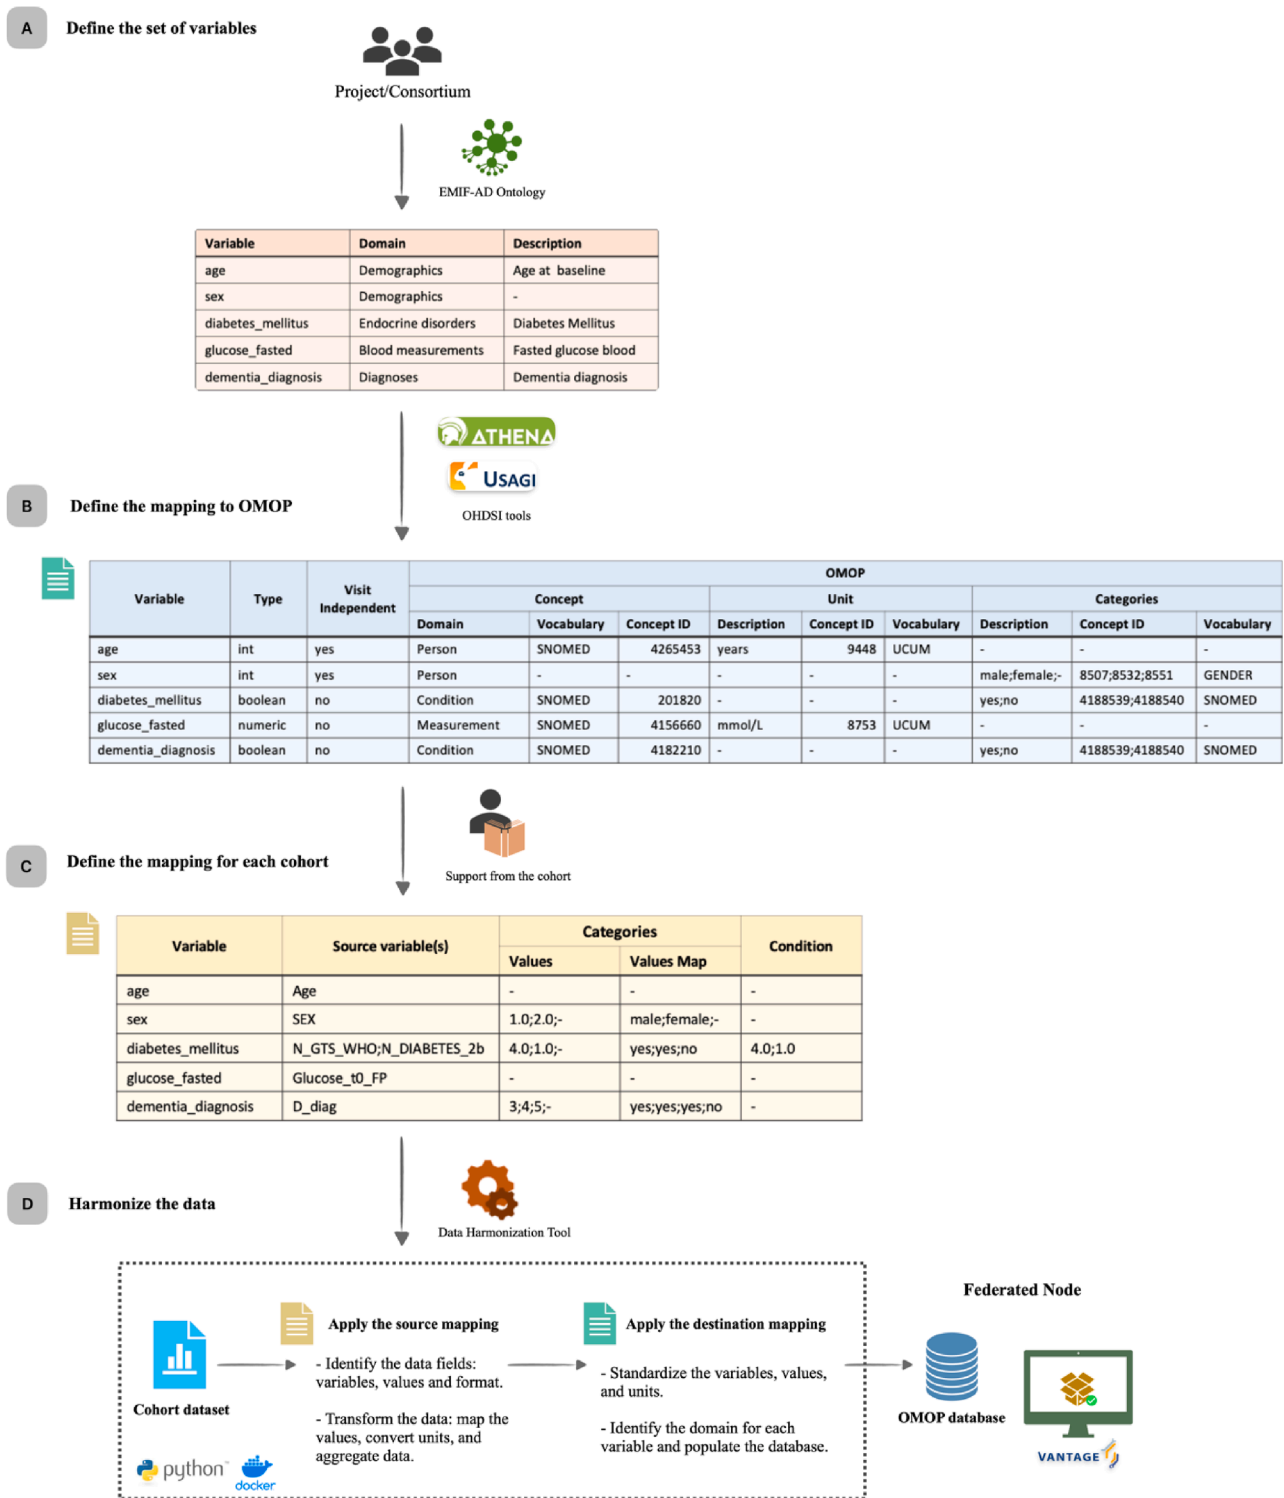 A Define the set of variables
Project/Consortium
EMIF-AD Ontology
Variable Domain Description
age Demographics Age at baseline
sex Demographics -
diabetes_mellitus Endocrine disorders Diabetes Mellitus
glucose_fasted Blood measurements Fasted glucose blood
dementia_diagnosis Diagnoses Dementia diagnosis
ATHENA
USAGI
OHDSI tools
B Define the mapping to OMOP
OMOP
Variable Type Visit Independent Concept Unit Categories
Domain Vocabulary Concept ID Description Concept ID Vocabulary Description Concept ID Vocabulary
age int yes Person SNOMED 4265453 years 9448 UCUM - - -
sex int yes Person - - - - - male;female;- 8507;8532;8551 GENDER
diabetes_mellitus boolean no Condition SNOMED 201820 - - - yes;no 4188539;4188540 SNOMED
glucose_fasted numeric no Measurement SNOMED 4156660 mmol/L 8753 UCUM - - -
dementia_diagnosis boolean no Condition SNOMED 4182210 - - - yes;no 4188539;4188540 SNOMED
C Define the mapping for each cohort
Support from the cohort
Variable Source variable(s) Categories Condition
Values Values Map
age Age - - -
sex SEX 1.0;2.0;- male;female;- -
diabetes_mellitus N_GTS_WHO;N_DIABETES_2b 4.0;1.0;- yes;yes;no 4.0;1.0
glucose_fasted Glucose_t0_FP - - -
dementia_diagnosis D_diag 3;4;5;- yes;yes;yes;no -
D Harmonize the data
Data Harmonization Tool
Cohort dataset
python
docker
Apply the source mapping
- Identify the data fields:
variables, values and format.
- Transform the data: map the
values, convert units, and
aggregate data.
Apply the destination mapping
- Standardize the variables, values,
and units.
- Identify the domain for each
variable and populate the database.
Federated Node
OMOP database
VANTAGE6